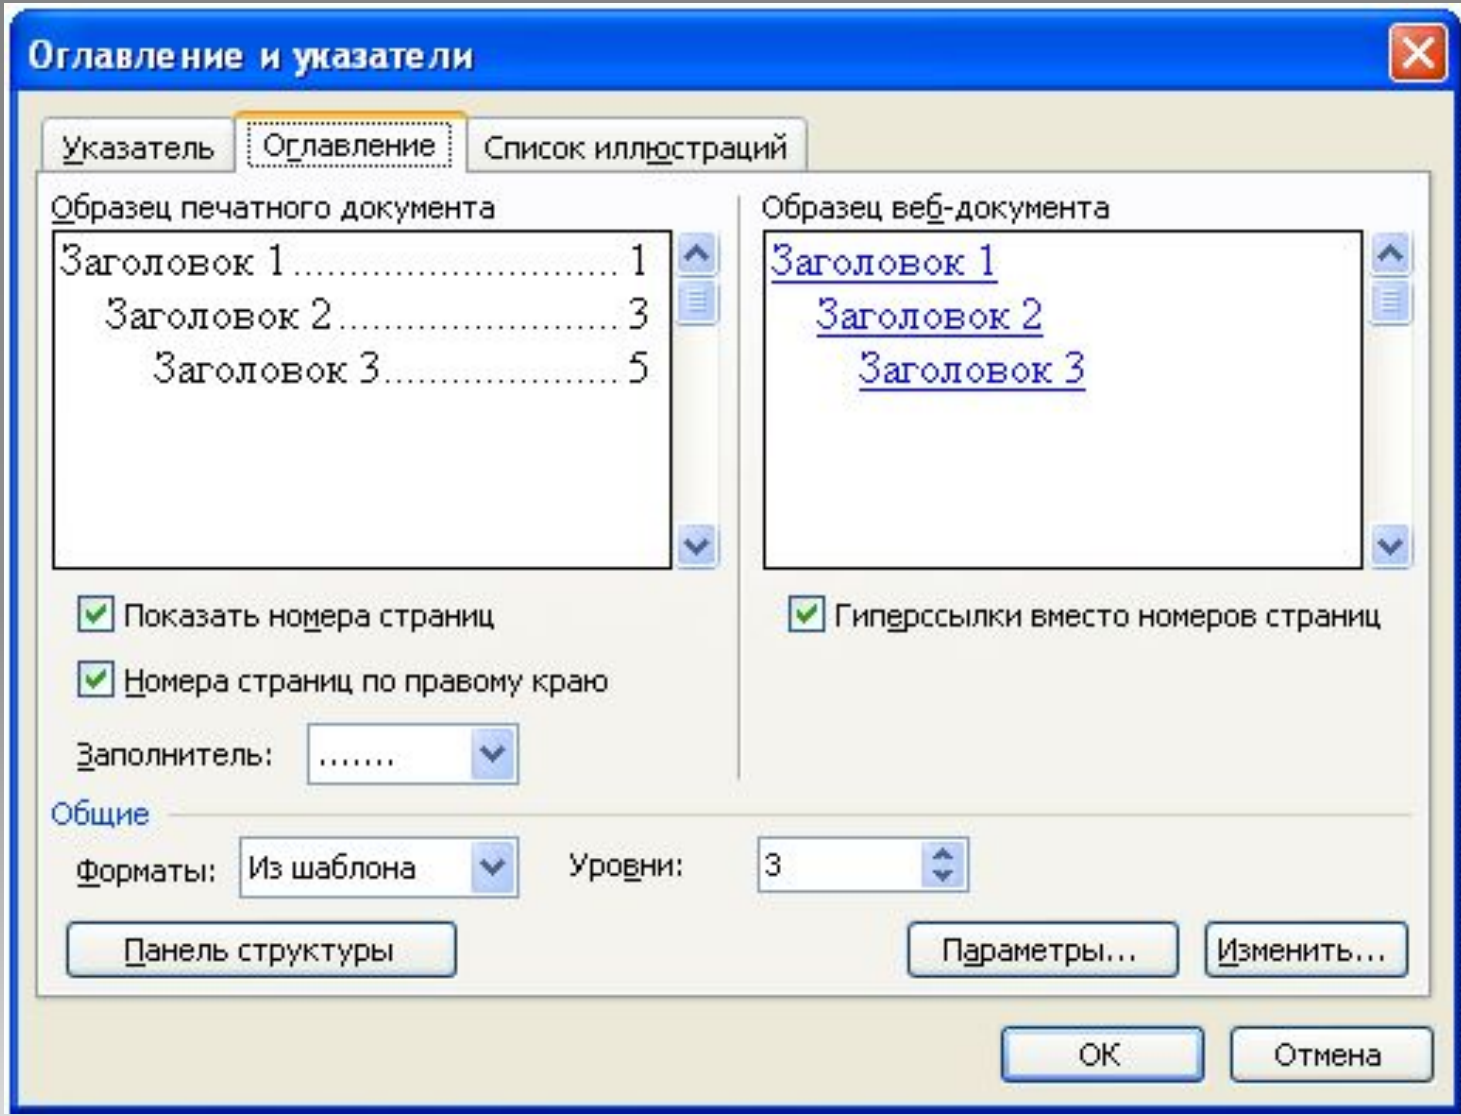 Оглавление и указатели
Указатель Оглавление Список иллюстраций
Образец печатного документа
Заголовок 1............................. 1
Заголовок 2......................... 3
Заголовок 3..................... 5
Образец веб-документа
Заголовок 1
Заголовок 2
Заголовок 3
Показать номера страниц
Номера страниц по правому краю
Заполнитель: .......
Гиперссылки вместо номеров страниц
Общие
Форматы: Из шаблона Уровни: 3
Панель структуры Параметры... Изменить...
ОК Отмена